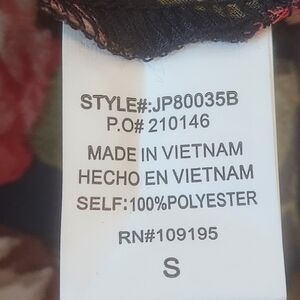 STYLE#:JP80035B
P.O# 210146
MADE IN VIETNAM
HECHO EN VIETNAM
SELF:100%POLYESTER
RN#109195
S